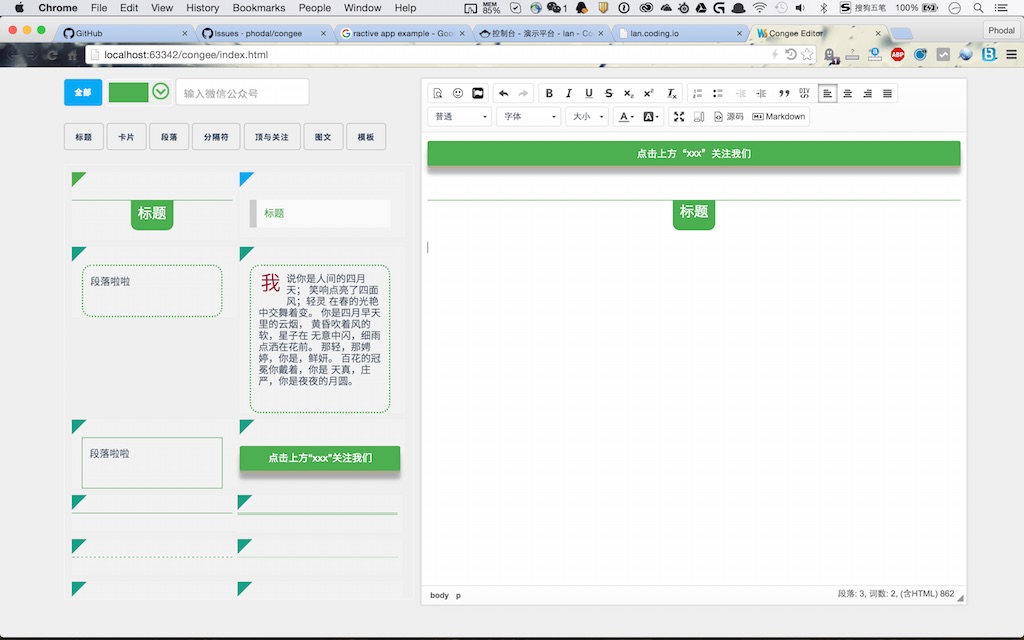 Chrome File Edit View History Bookmarks People Window Help MEM 85% 1 搜狗五笔 100%
GitHub Issues · phodal/congee ractive app example - Goo 控制台 - 演示平台 - lan - Co lan.coding.io Congee Editor Phodal
localhost:63342/congee/index.html ABP
全部 输入微信公众号
标题 卡片 段落 分隔符 顶与关注 图文 模板
标题
标题
段落啦啦
我 说你是人间的四月
天； 笑响点亮了四面
风；轻灵 在春的光艳
中交舞着变。 你是四月早天
里的云烟， 黄昏吹着风的
软，星子在 无意中闪，细雨
点洒在花前。 那轻，那娉
婷，你是，鲜妍。 百花的冠
冕你戴着，你是 天真，庄
严，你是夜夜的月圆。
段落啦啦
点击上方“xxx”关注我们
B I U S x₂ x² Tx DIV
普通 字体 大小 A A 源码 Markdown
点击上方“xxx”关注我们
标题
body p
段落: 3, 词数: 2, (含HTML) 862